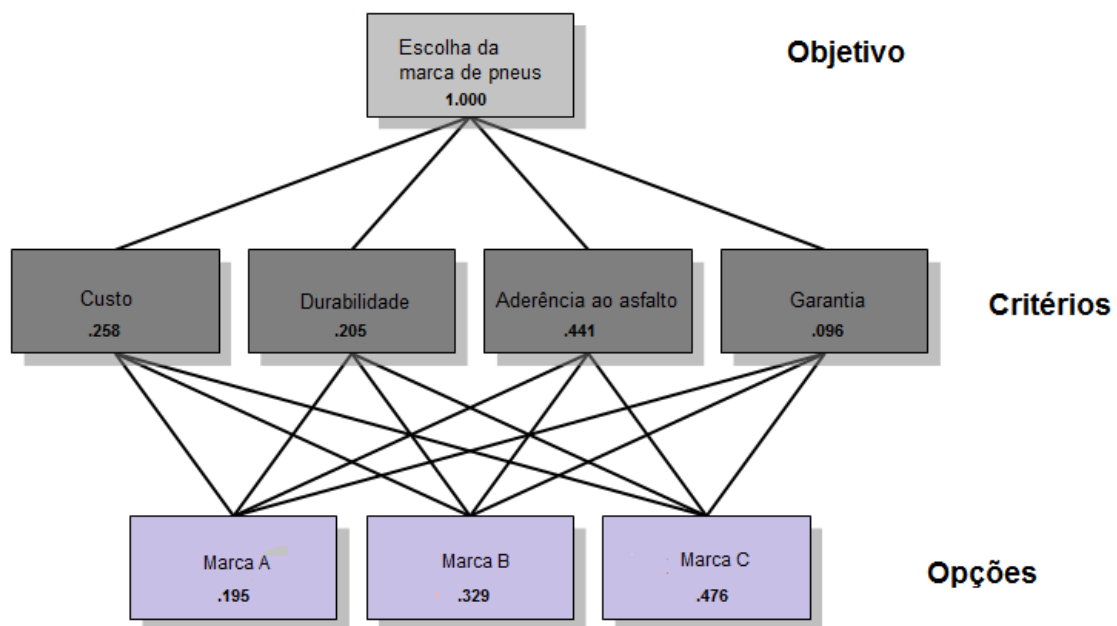 Escolha da
marca de pneus
1.000
Objetivo
Custo
.258
Durabilidade
.205
Aderência ao asfalto
.441
Garantia
.096
Critérios
Marca A
.195
Marca B
.329
Marca C
.476
Opções